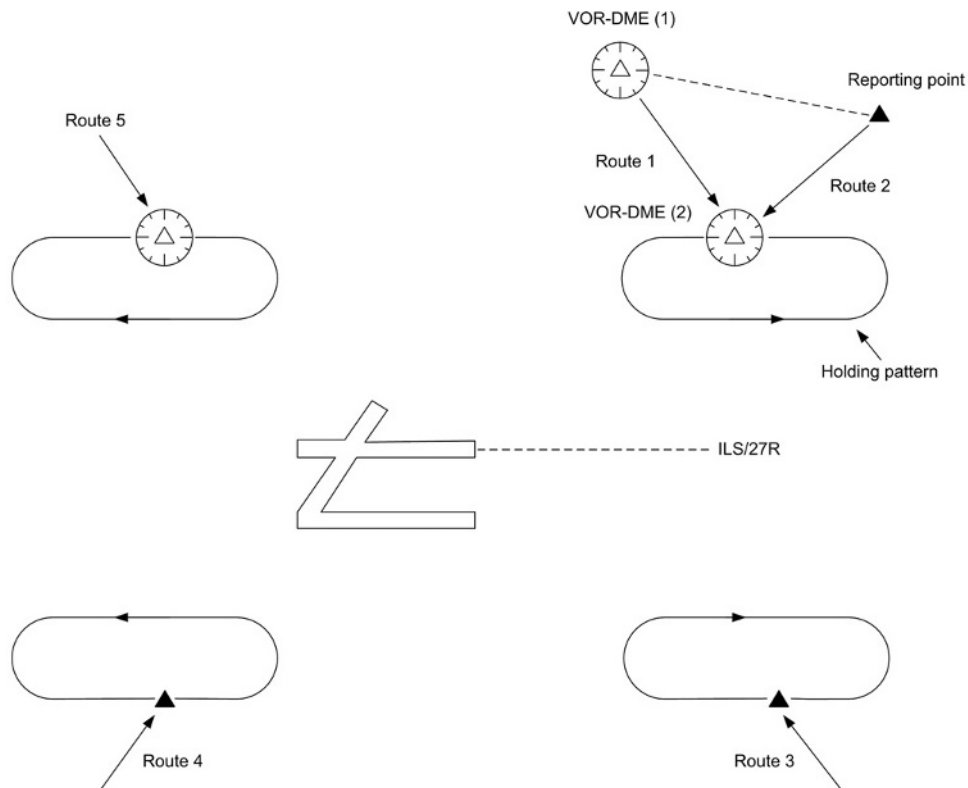 VOR-DME (1)
Reporting point
Route 5
Route 1
Route 2
VOR-DME (2)
Holding pattern
ILS/27R
Route 4
Route 3